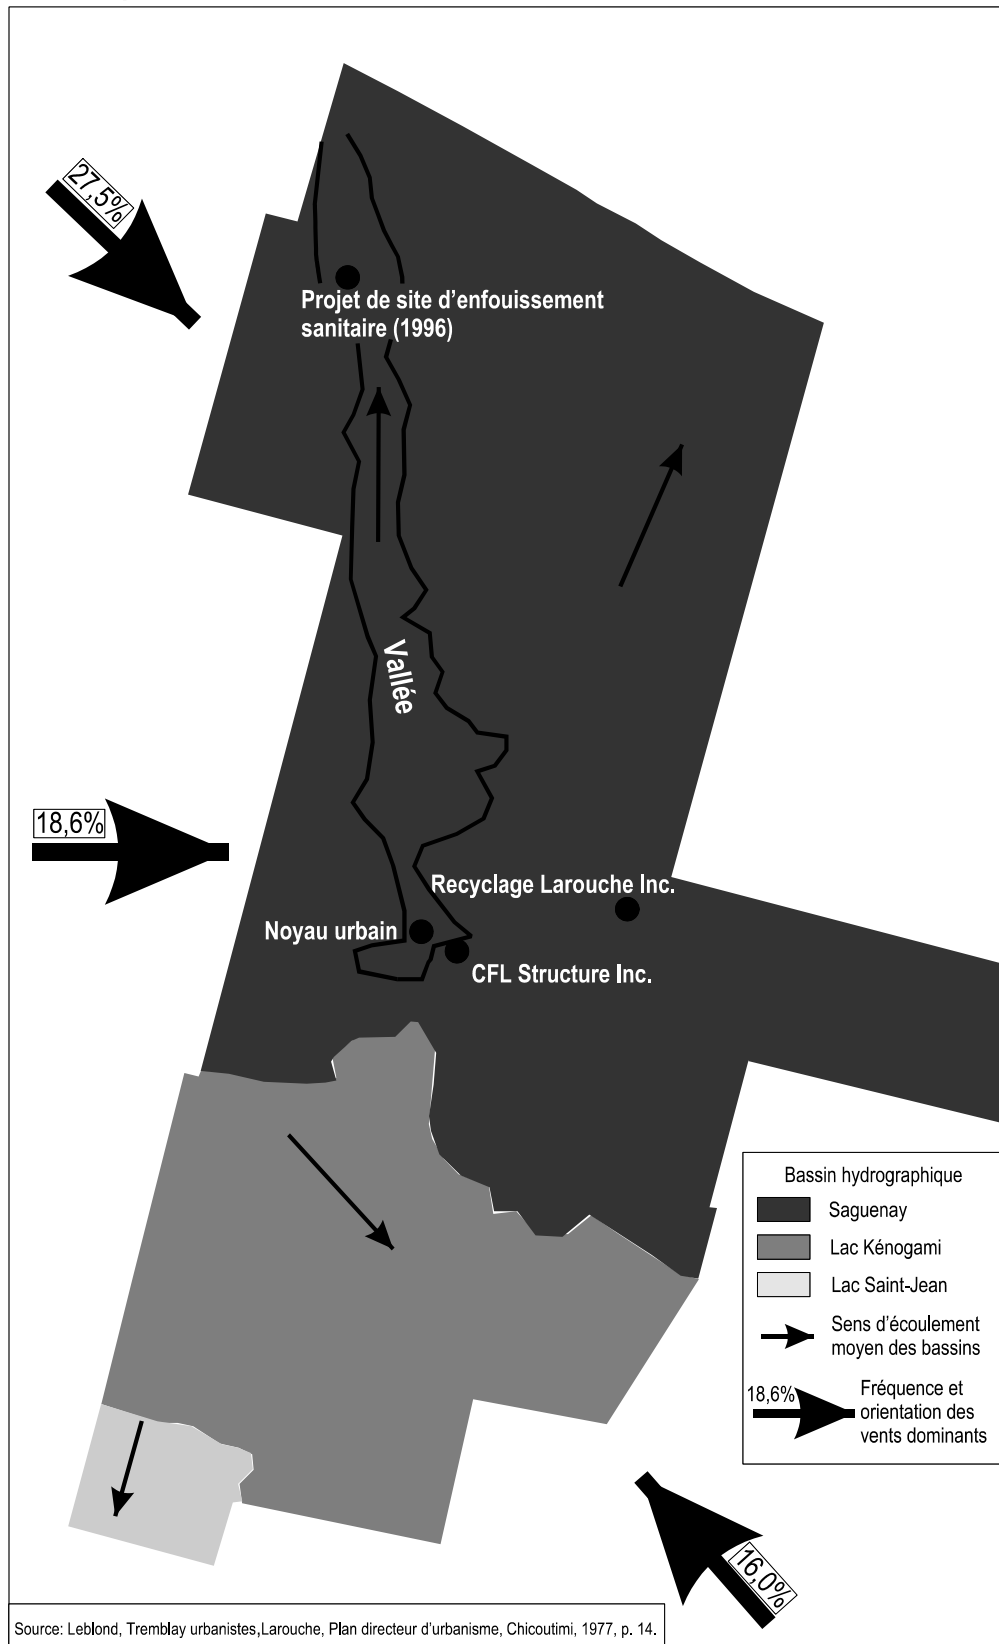 27,5%
Projet de site d'enfouissement
sanitaire (1996)
Vallée
18,6%
Recyclage Larouche Inc.
Noyau urbain
CFL Structure Inc.
Bassin hydrographique
Saguenay
Lac Kénogami
Lac Saint-Jean
Sens d'écoulement
moyen des bassins
18,6%
Fréquence et
orientation des
vents dominants
16,0%
Source: Leblond, Tremblay urbanistes,Larouche, Plan directeur d'urbanisme, Chicoutimi, 1977, p. 14.